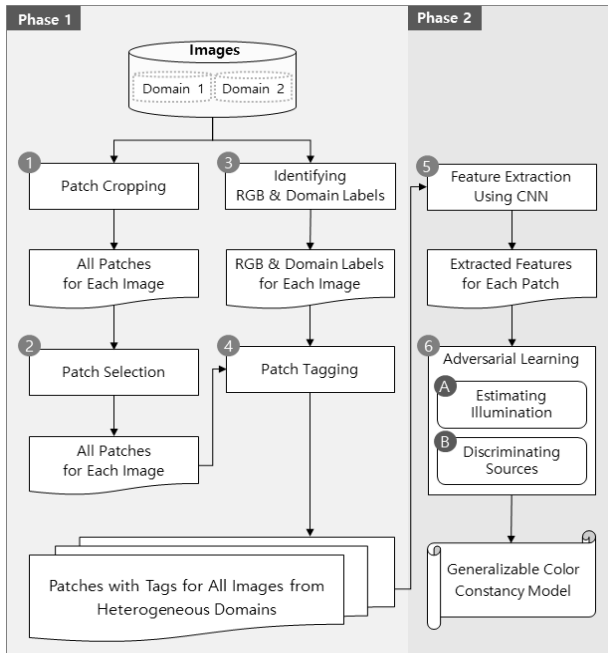 Phase 1
Images
Domain 1
Domain 2
1
Patch Cropping
All Patches
for Each Image
2
Patch Selection
All Patches
for Each Image
3
Identifying
RGB & Domain Labels
RGB & Domain Labels
for Each Image
4
Patch Tagging
Patches with Tags for All Images from
Heterogeneous Domains
Phase 2
5
Feature Extraction
Using CNN
Extracted Features
for Each Patch
6
Adversarial Learning
A
Estimating
Illumination
B
Discriminating
Sources
Generalizable Color
Constancy Model